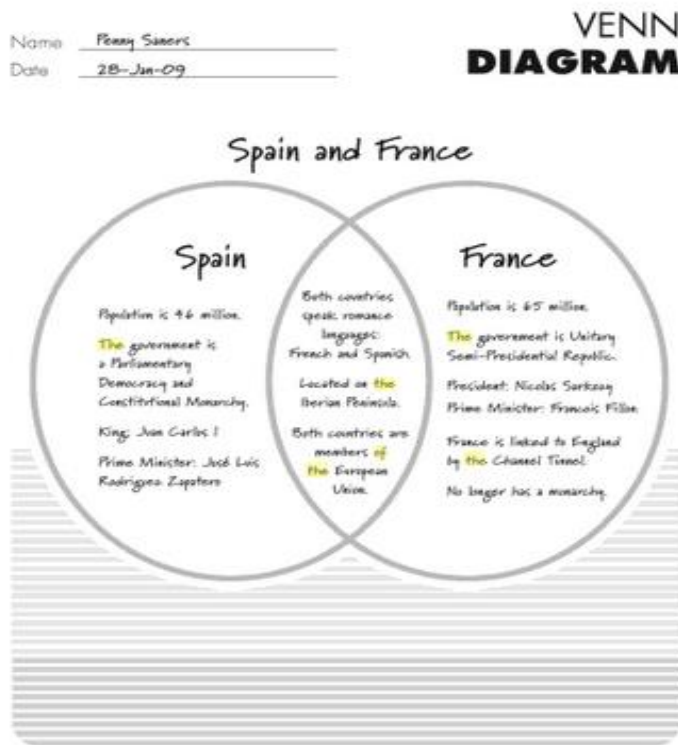 VENN
DIAGRAM
Name Penny Saners
Date 28-Jan-09
Spain and France
Spain
Population is 46 million.
The government is
a Parliamentary
Democracy and
Constitutional Monarchy.
King: Juan Carlos I
Prime Minister: José Luis
Rodriguez Zapatero
Both countries
speak romance
languages:
French and Spanish.
Located on the
Iberian Peninsula.
Both countries are
members of
the European
Union.
France
Population is 65 million.
The government is Unitary
Semi-Presidential Republic.
President: Nicolas Sarkozy
Prime Minister: Francois Fillon
France is linked to England
by the Channel Tunnel.
No longer has a monarchy.